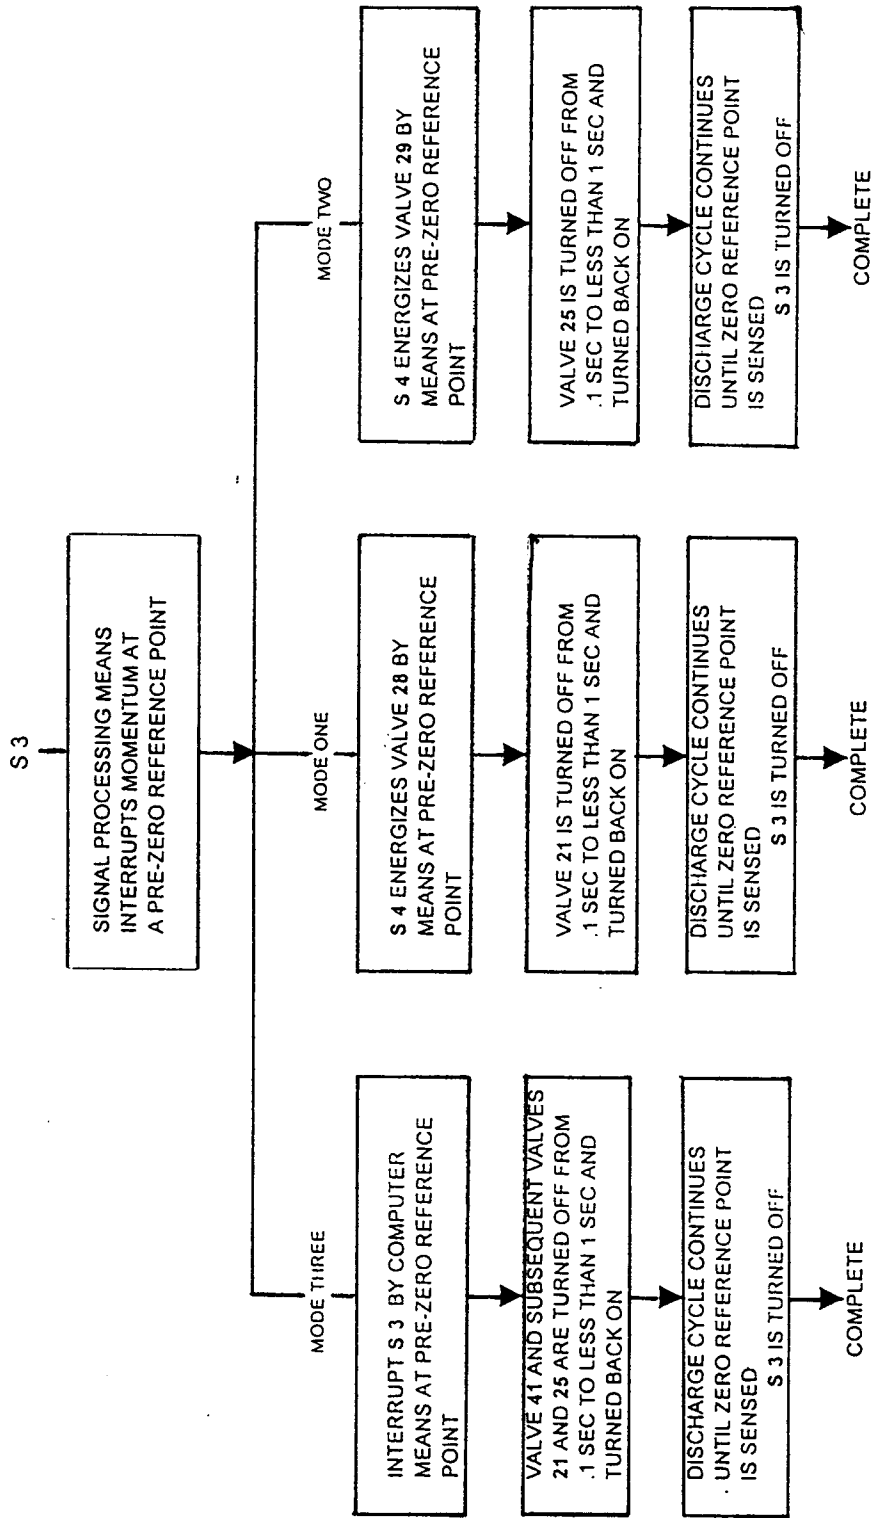 S 3
SIGNAL PROCESSING MEANS
INTERRUPTS MOMENTUM AT
A PRE-ZERO REFERENCE POINT
MODE THREE
INTERRUPT S 3 BY COMPUTER
MEANS AT PRE-ZERO REFERENCE
POINT
VALVE 41 AND SUBSEQUENT VALVES
21 AND 25 ARE TURNED OFF FROM
.1 SEC TO LESS THAN 1 SEC AND
TURNED BACK ON
DISCHARGE CYCLE CONTINUES
UNTIL ZERO REFERENCE POINT
IS SENSED
S 3 IS TURNED OFF
COMPLETE
MODE ONE
S 4 ENERGIZES VALVE 28 BY
MEANS AT PRE-ZERO REFERENCE
POINT
VALVE 21 IS TURNED OFF FROM
.1 SEC TO LESS THAN 1 SEC AND
TURNED BACK ON
DISCHARGE CYCLE CONTINUES
UNTIL ZERO REFERENCE POINT
IS SENSED
S 3 IS TURNED OFF
COMPLETE
MODE TWO
S 4 ENERGIZES VALVE 29 BY
MEANS AT PRE-ZERO REFERENCE
POINT
VALVE 25 IS TURNED OFF FROM
.1 SEC TO LESS THAN 1 SEC AND
TURNED BACK ON
DISCHARGE CYCLE CONTINUES
UNTIL ZERO REFERENCE POINT
IS SENSED
S 3 IS TURNED OFF
COMPLETE